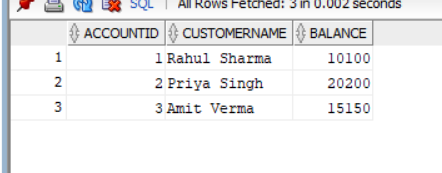 SQL | All Rows Fetched: 3 in 0.002 seconds
ACCOUNTID CUSTOMERNAME BALANCE
1 1 Rahul Sharma 10100
2 2 Priya Singh 20200
3 3 Amit Verma 15150